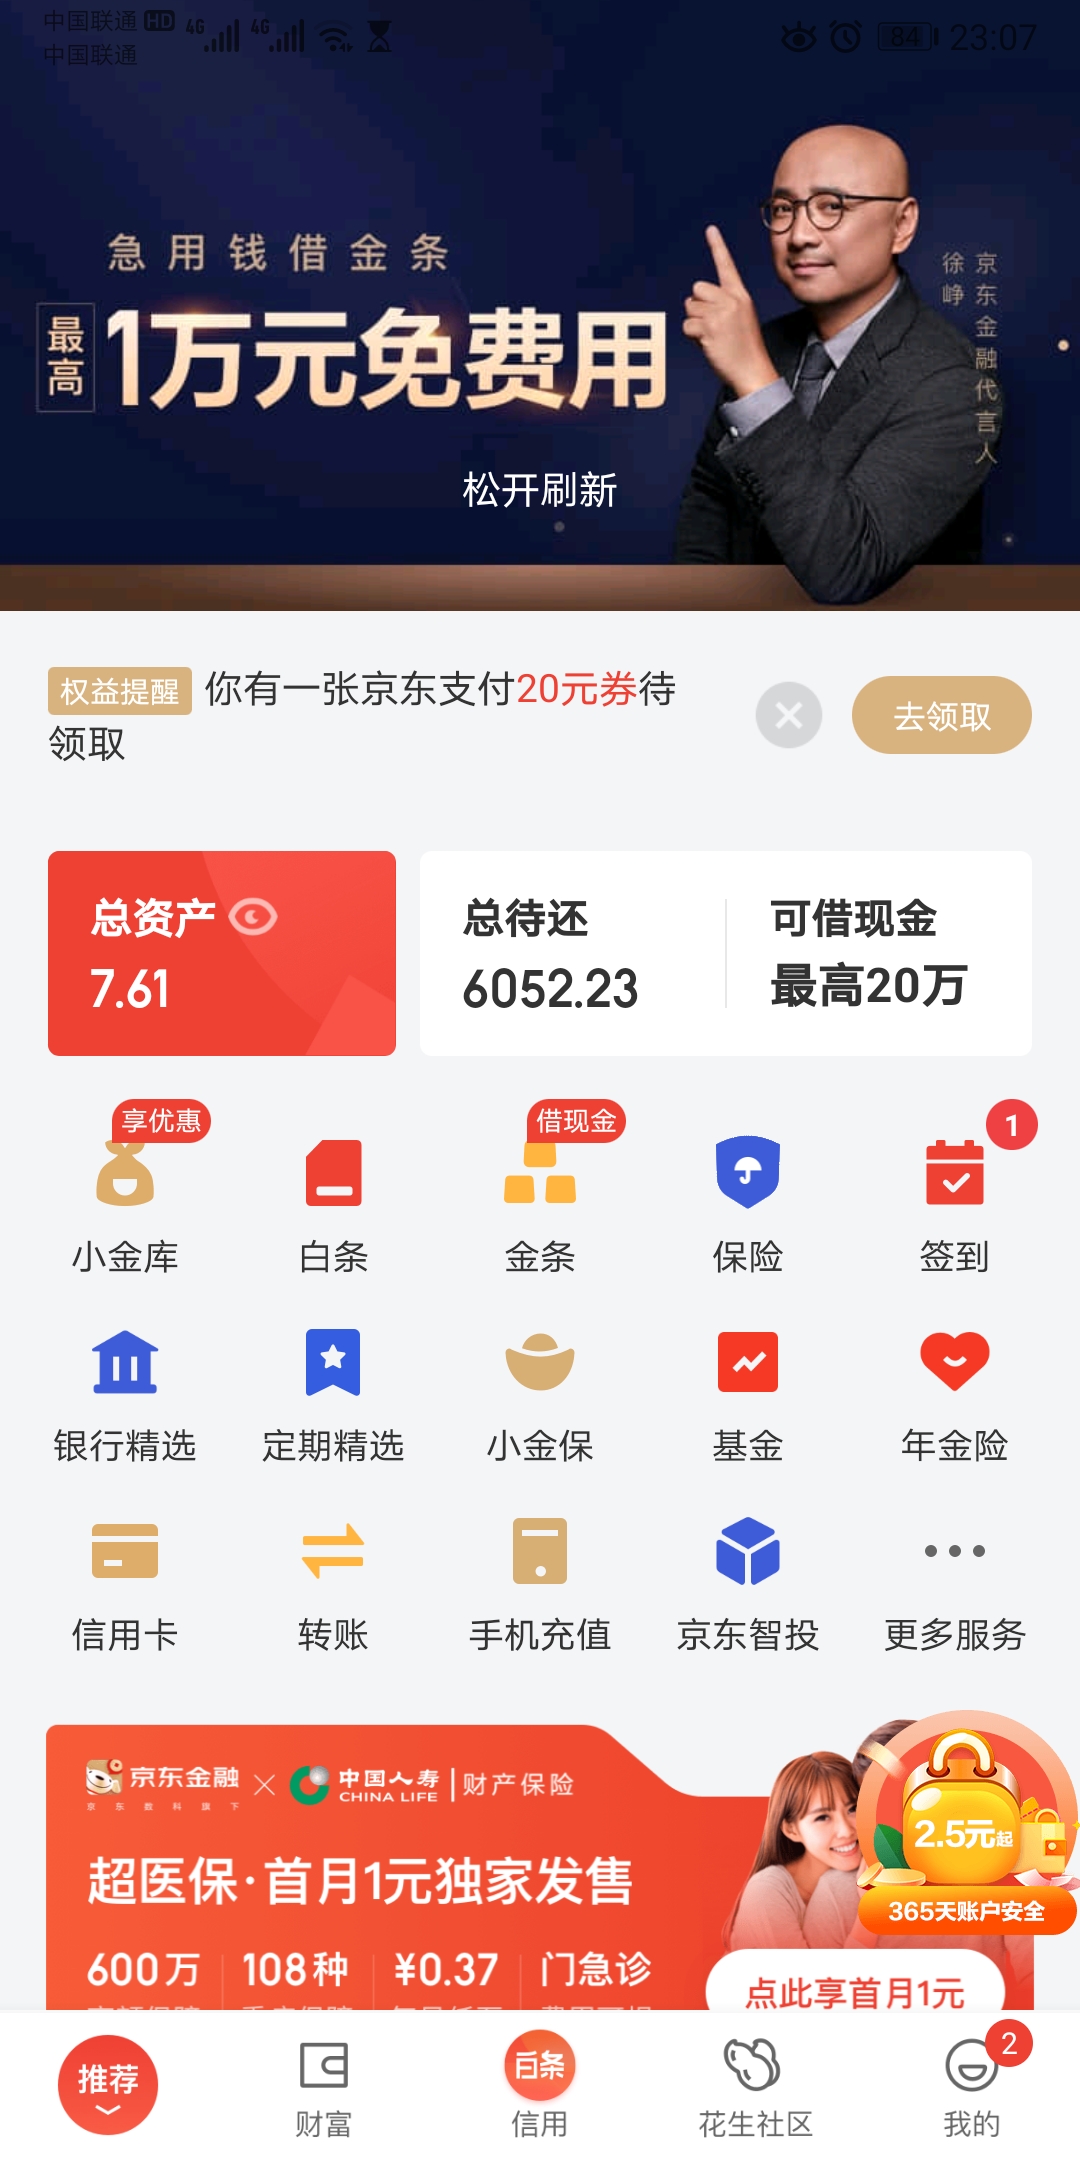 中国联通 HD 4G 4G 84 23:07
中国联通
急用钱借金条
最高
1万元免费用
京东金融代言人
徐峥
松开刷新
权益提醒 你有一张京东支付20元券待
领取
去领取
总资产
7.61
总待还
6052.23
可借现金
最高20万
享优惠
借现金
1
小金库
白条
金条
保险
签到
银行精选
定期精选
小金保
基金
年金险
信用卡
转账
手机充值
京东智投
更多服务
京东金融
京东数科旗下
中国人寿
CHINA LIFE
财产保险
超医保·首月1元独家发售
600万
108种
¥0.37
门急诊
点此享首月1元
2.5元起
365天账户安全
推荐
财富
白条
信用
花生社区
2
我的